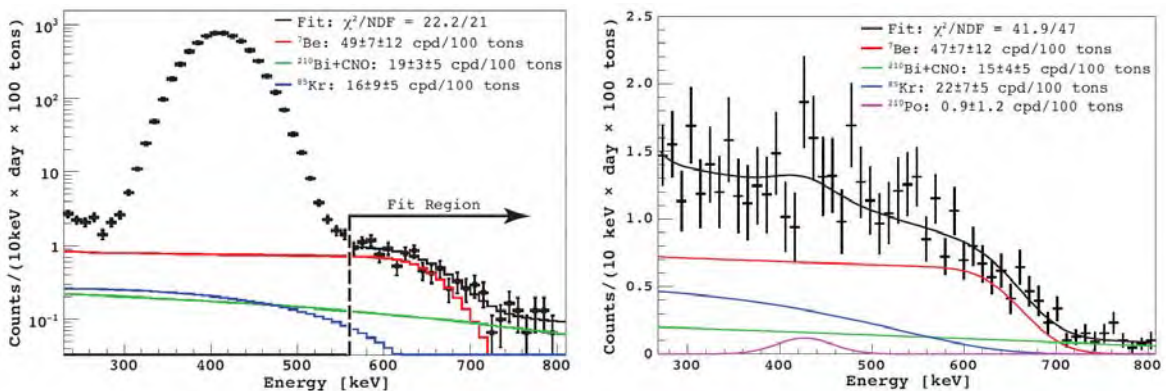 Fit: χ²/NDF = 22.2/21
⁷Be: 49±7±12 cpd/100 tons
²¹⁰Bi+CNO: 19±3±5 cpd/100 tons
⁸⁵Kr: 16±9±5 cpd/100 tons
Fit Region
10³
10²
10
1
10⁻¹
Counts/(10keV × day × 100 tons)
300 400 500 600 700 800
Energy [keV]
Fit: χ²/NDF = 41.9/47
⁷Be: 47±7±12 cpd/100 tons
²¹⁰Bi+CNO: 15±4±5 cpd/100 tons
⁸⁵Kr: 22±7±5 cpd/100 tons
²¹⁰Po: 0.9±1.2 cpd/100 tons
2.5
2.0
1.5
1.0
0.5
0
Counts/(10 keV × day × 100 tons)
300 400 500 600 700 800
Energy [keV]